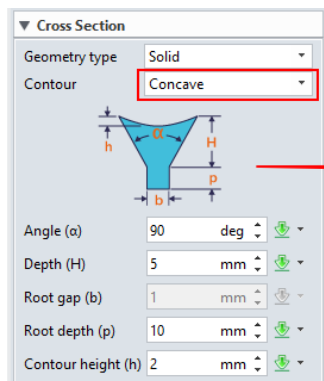 ▼ Cross Section
Geometry type Solid
Contour Concave
h α H
p
b
Angle (α) 90 deg
Depth (H) 5 mm
Root gap (b) 1 mm
Root depth (p) 10 mm
Contour height (h) 2 mm